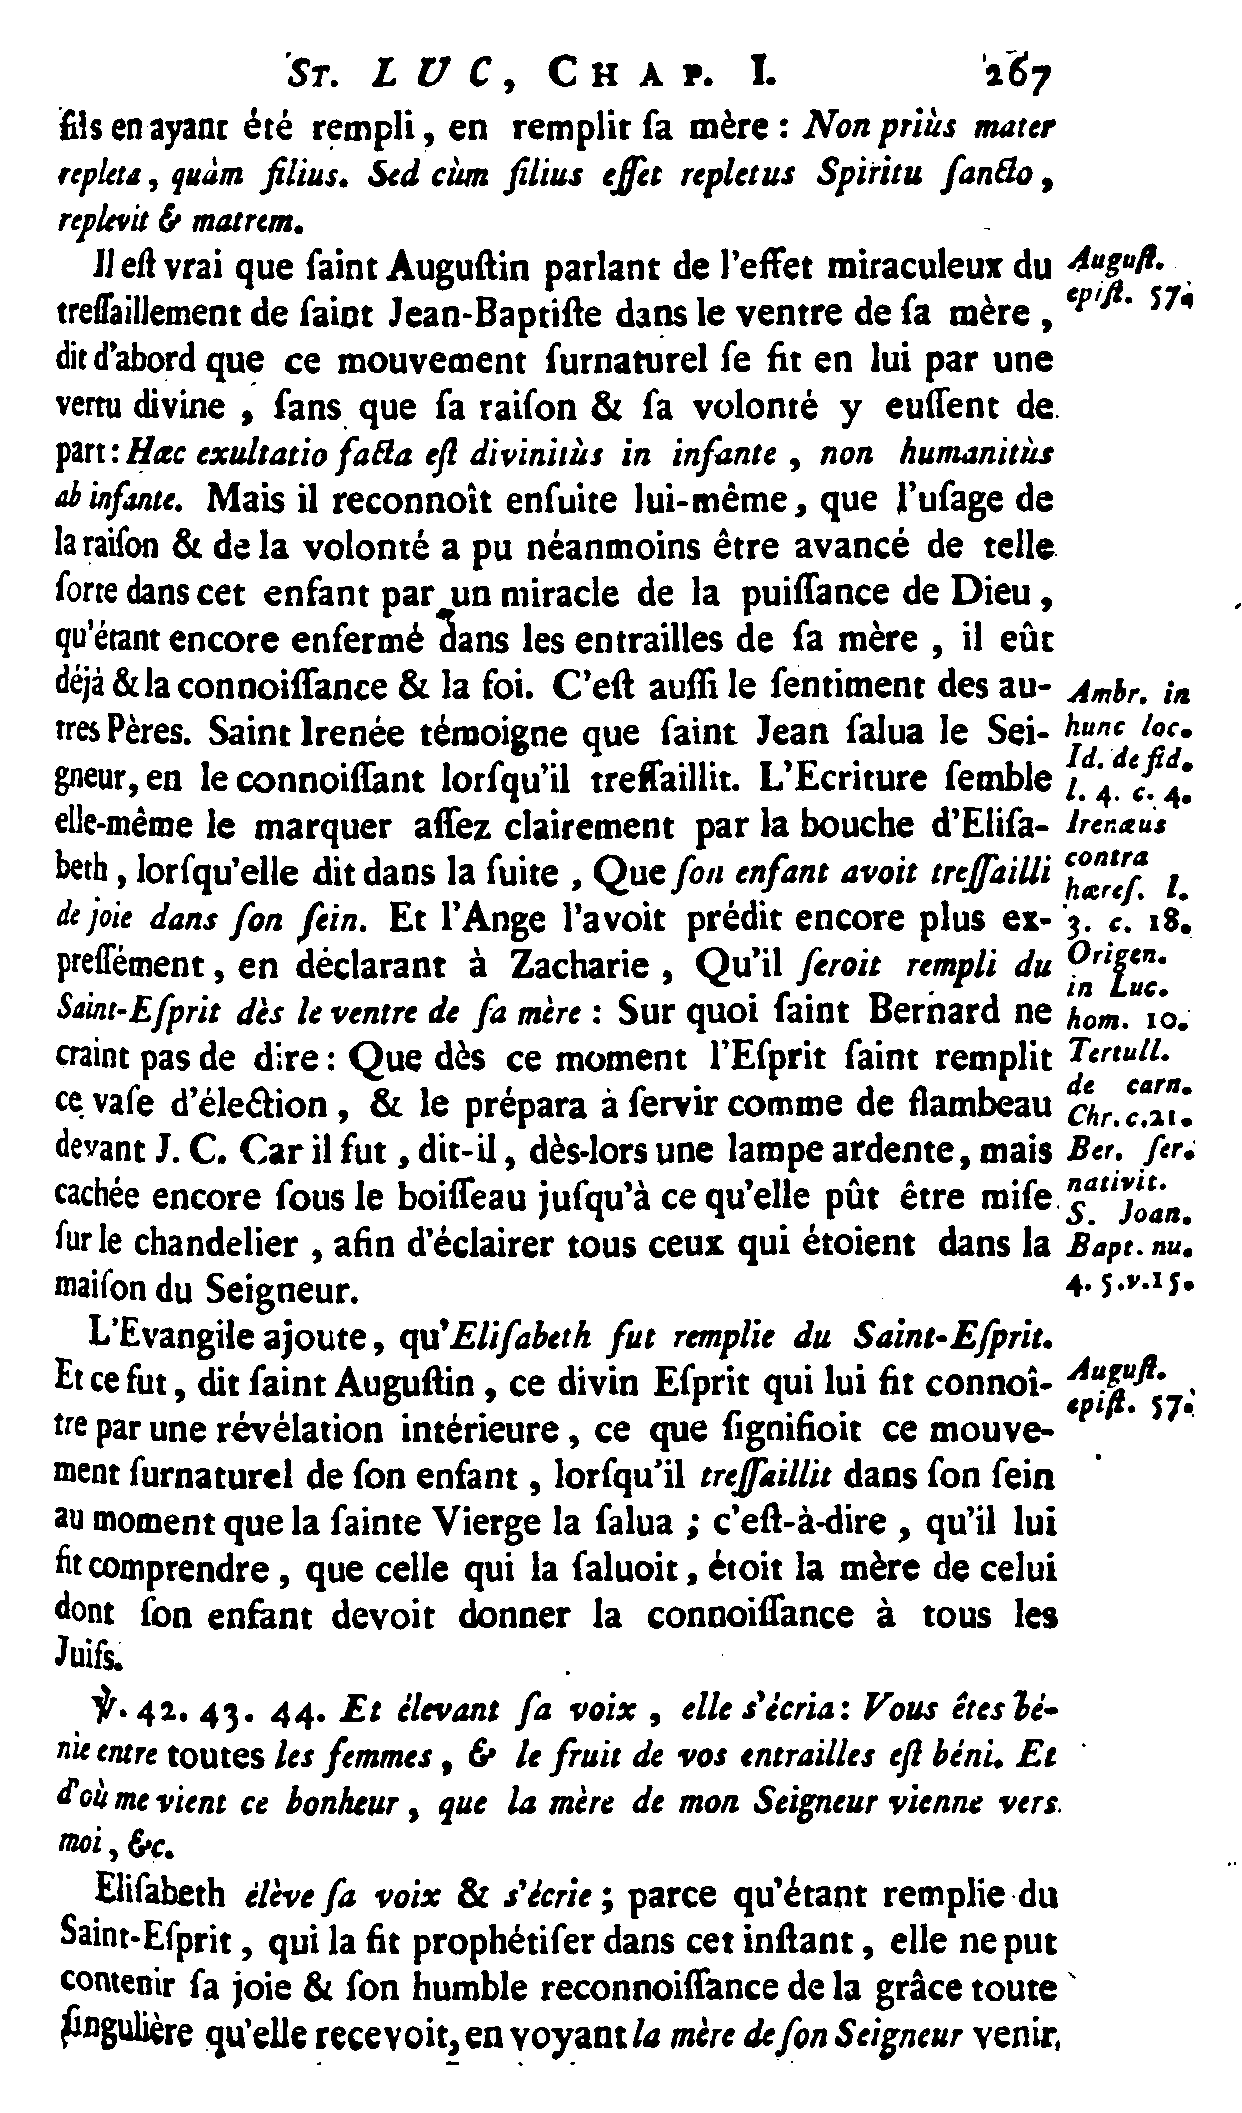 St. LUC, CHAP. I. 267
fils en ayant été rempli, en remplit ſa mère : Non priùs mater
repleta, quàm filius. Sed cùm filius eſſet repletus Spiritu ſancto,
replevit & matrem.
Il eſt vrai que ſaint Auguſtin parlant de l'effet miraculeux du
treſſaillement de ſaint Jean-Baptiſte dans le ventre de ſa mère,
dit d'abord que ce mouvement ſurnaturel ſe fit en lui par une
vertu divine, ſans que ſa raiſon & ſa volonté y euſſent de
part : Hæc exultatio facta eſt divinitùs in infante, non humanitùs
ab infante. Mais il reconnoît enſuite lui-même, que l'uſage de
la raiſon & de la volonté a pu néanmoins être avancé de telle
ſorte dans cet enfant par un miracle de la puiſſance de Dieu,
qu'étant encore enfermé dans les entrailles de ſa mère, il eût
déjà & la connoiſſance & la foi. C'eſt auſſi le ſentiment des au-
tres Pères. Saint Irenée témoigne que ſaint Jean ſalua le Sei-
gneur, en le connoiſſant lorſqu'il treſſaillit. L'Ecriture ſemble
elle-même le marquer aſſez clairement par la bouche d'Eliſa-
beth, lorſqu'elle dit dans la ſuite, Que ſon enfant avoit treſſailli
de joie dans ſon ſein. Et l'Ange l'avoit prédit encore plus ex-
preſſément, en déclarant à Zacharie, Qu'il ſeroit rempli du
Saint-Eſprit dès le ventre de ſa mère : Sur quoi ſaint Bernard ne
craint pas de dire : Que dès ce moment l'Eſprit ſaint remplit
ce vaſe d'élection, & le prépara à ſervir comme de flambeau
devant J. C. Car il fut, dit-il, dès-lors une lampe ardente, mais
cachée encore ſous le boiſſeau juſqu'à ce qu'elle pût être miſe
ſur le chandelier, afin d'éclairer tous ceux qui étoient dans la
maiſon du Seigneur.
L'Evangile ajoute, qu'Eliſabeth fut remplie du Saint-Eſprit.
Et ce fut, dit ſaint Auguſtin, ce divin Eſprit qui lui fit connoî-
tre par une révélation intérieure, ce que ſignifioit ce mouve-
ment ſurnaturel de ſon enfant, lorſqu'il treſſaillit dans ſon ſein
au moment que la ſainte Vierge la ſalua ; c'eſt-à-dire, qu'il lui
fit comprendre, que celle qui la ſaluoit, étoit la mère de celui
dont ſon enfant devoit donner la connoiſſance à tous les
Juifs.
℣. 42. 43. 44. Et élevant ſa voix, elle s'écria : Vous êtes bé-
nie entre toutes les femmes, & le fruit de vos entrailles eſt béni. Et
d'où me vient ce bonheur, que la mère de mon Seigneur vienne vers
moi, &c.
Eliſabeth élève ſa voix & s'écrie ; parce qu'étant remplie du
Saint-Eſprit, qui la fit prophétiſer dans cet inſtant, elle ne put
contenir ſa joie & ſon humble reconnoiſſance de la grâce toute
ſingulière qu'elle recevoit, en voyant la mère de ſon Seigneur venir
Auguſt.
epiſt. 57.
Ambr. in
hunc loc.
Id. de fid.
l. 4. c. 4.
Irenæus
contra
hæreſ. l.
3. c. 18.
Origen.
in Luc.
hom. 10.
Tertull.
de carn.
Chr. c. 21.
Ber. ſer.
nativit.
S. Joan.
Bapt. nu.
4. 5. v. 15.
Auguſt.
epiſt. 57.